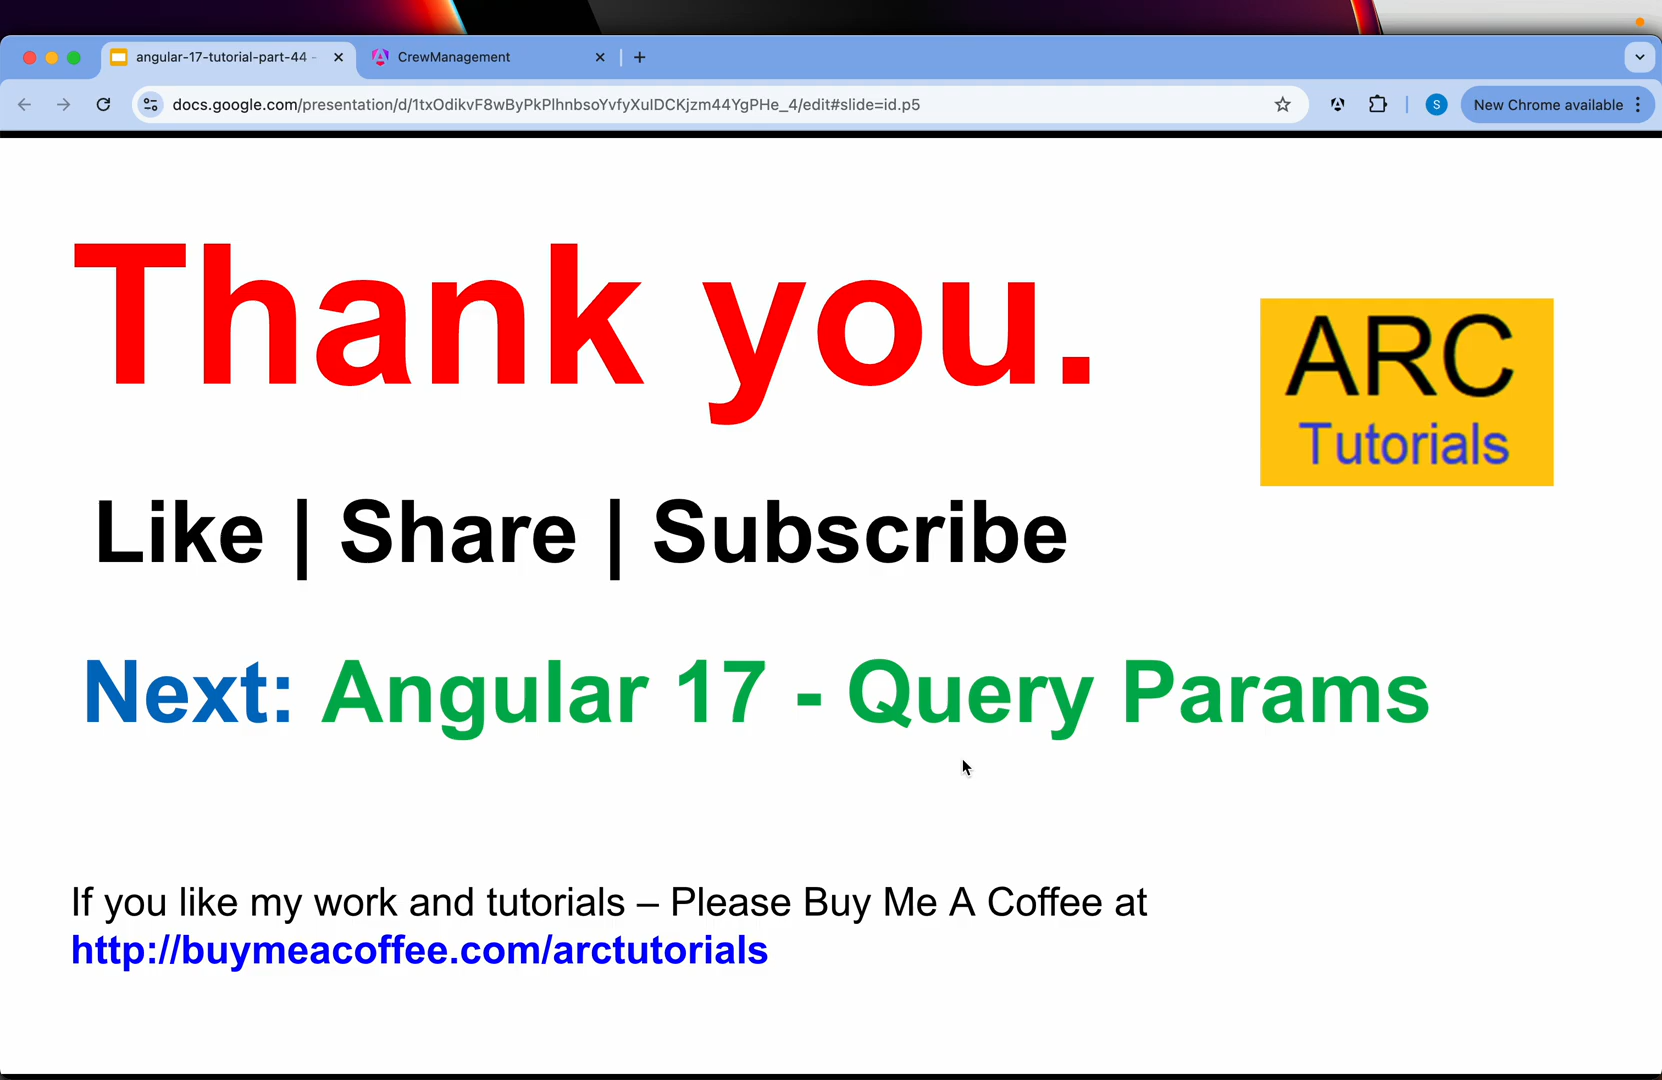 angular-17-tutorial-part-44 -
CrewManagement
docs.google.com/presentation/d/1txOdikvF8wByPkPlhnbsoYvfyXulDCKjzm44YgPHe_4/edit#slide=id.p5
S
New Chrome available
Thank you.
ARC
Tutorials
Like | Share | Subscribe
Next: Angular 17 - Query Params
If you like my work and tutorials – Please Buy Me A Coffee at
http://buymeacoffee.com/arctutorials